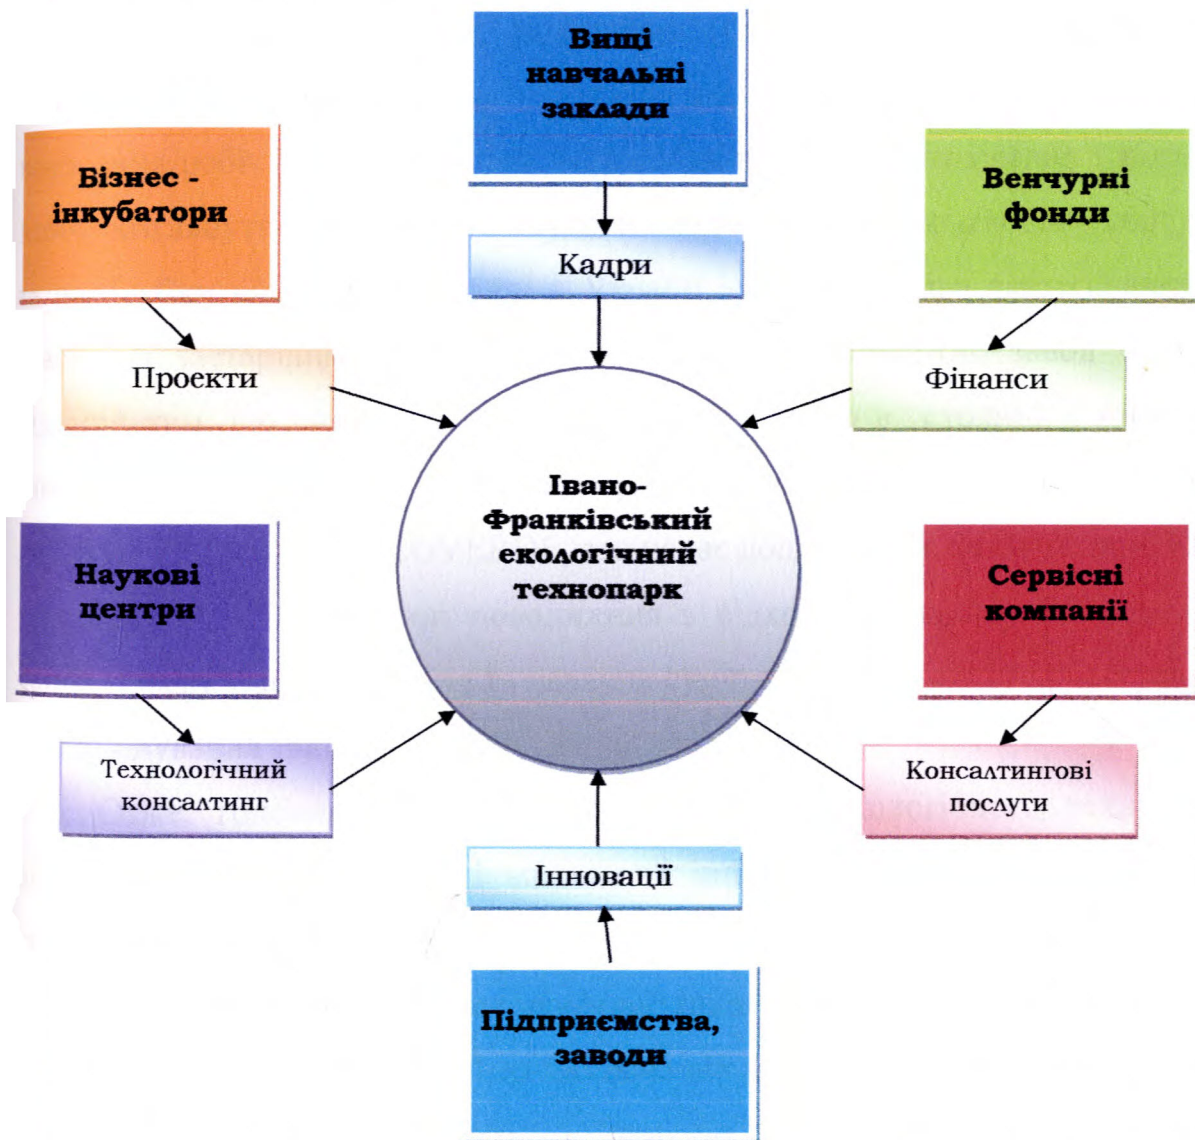 Вищі
навчальні
заклади
Бізнес -
інкубатори
Венчурні
фонди
Кадри
Проекти
Фінанси
Івано-
Франківський
екологічний
технопарк
Наукові
центри
Сервісні
компанії
Технологічний
консалтинг
Консалтингові
послуги
Інновації
Підприємства,
заводи